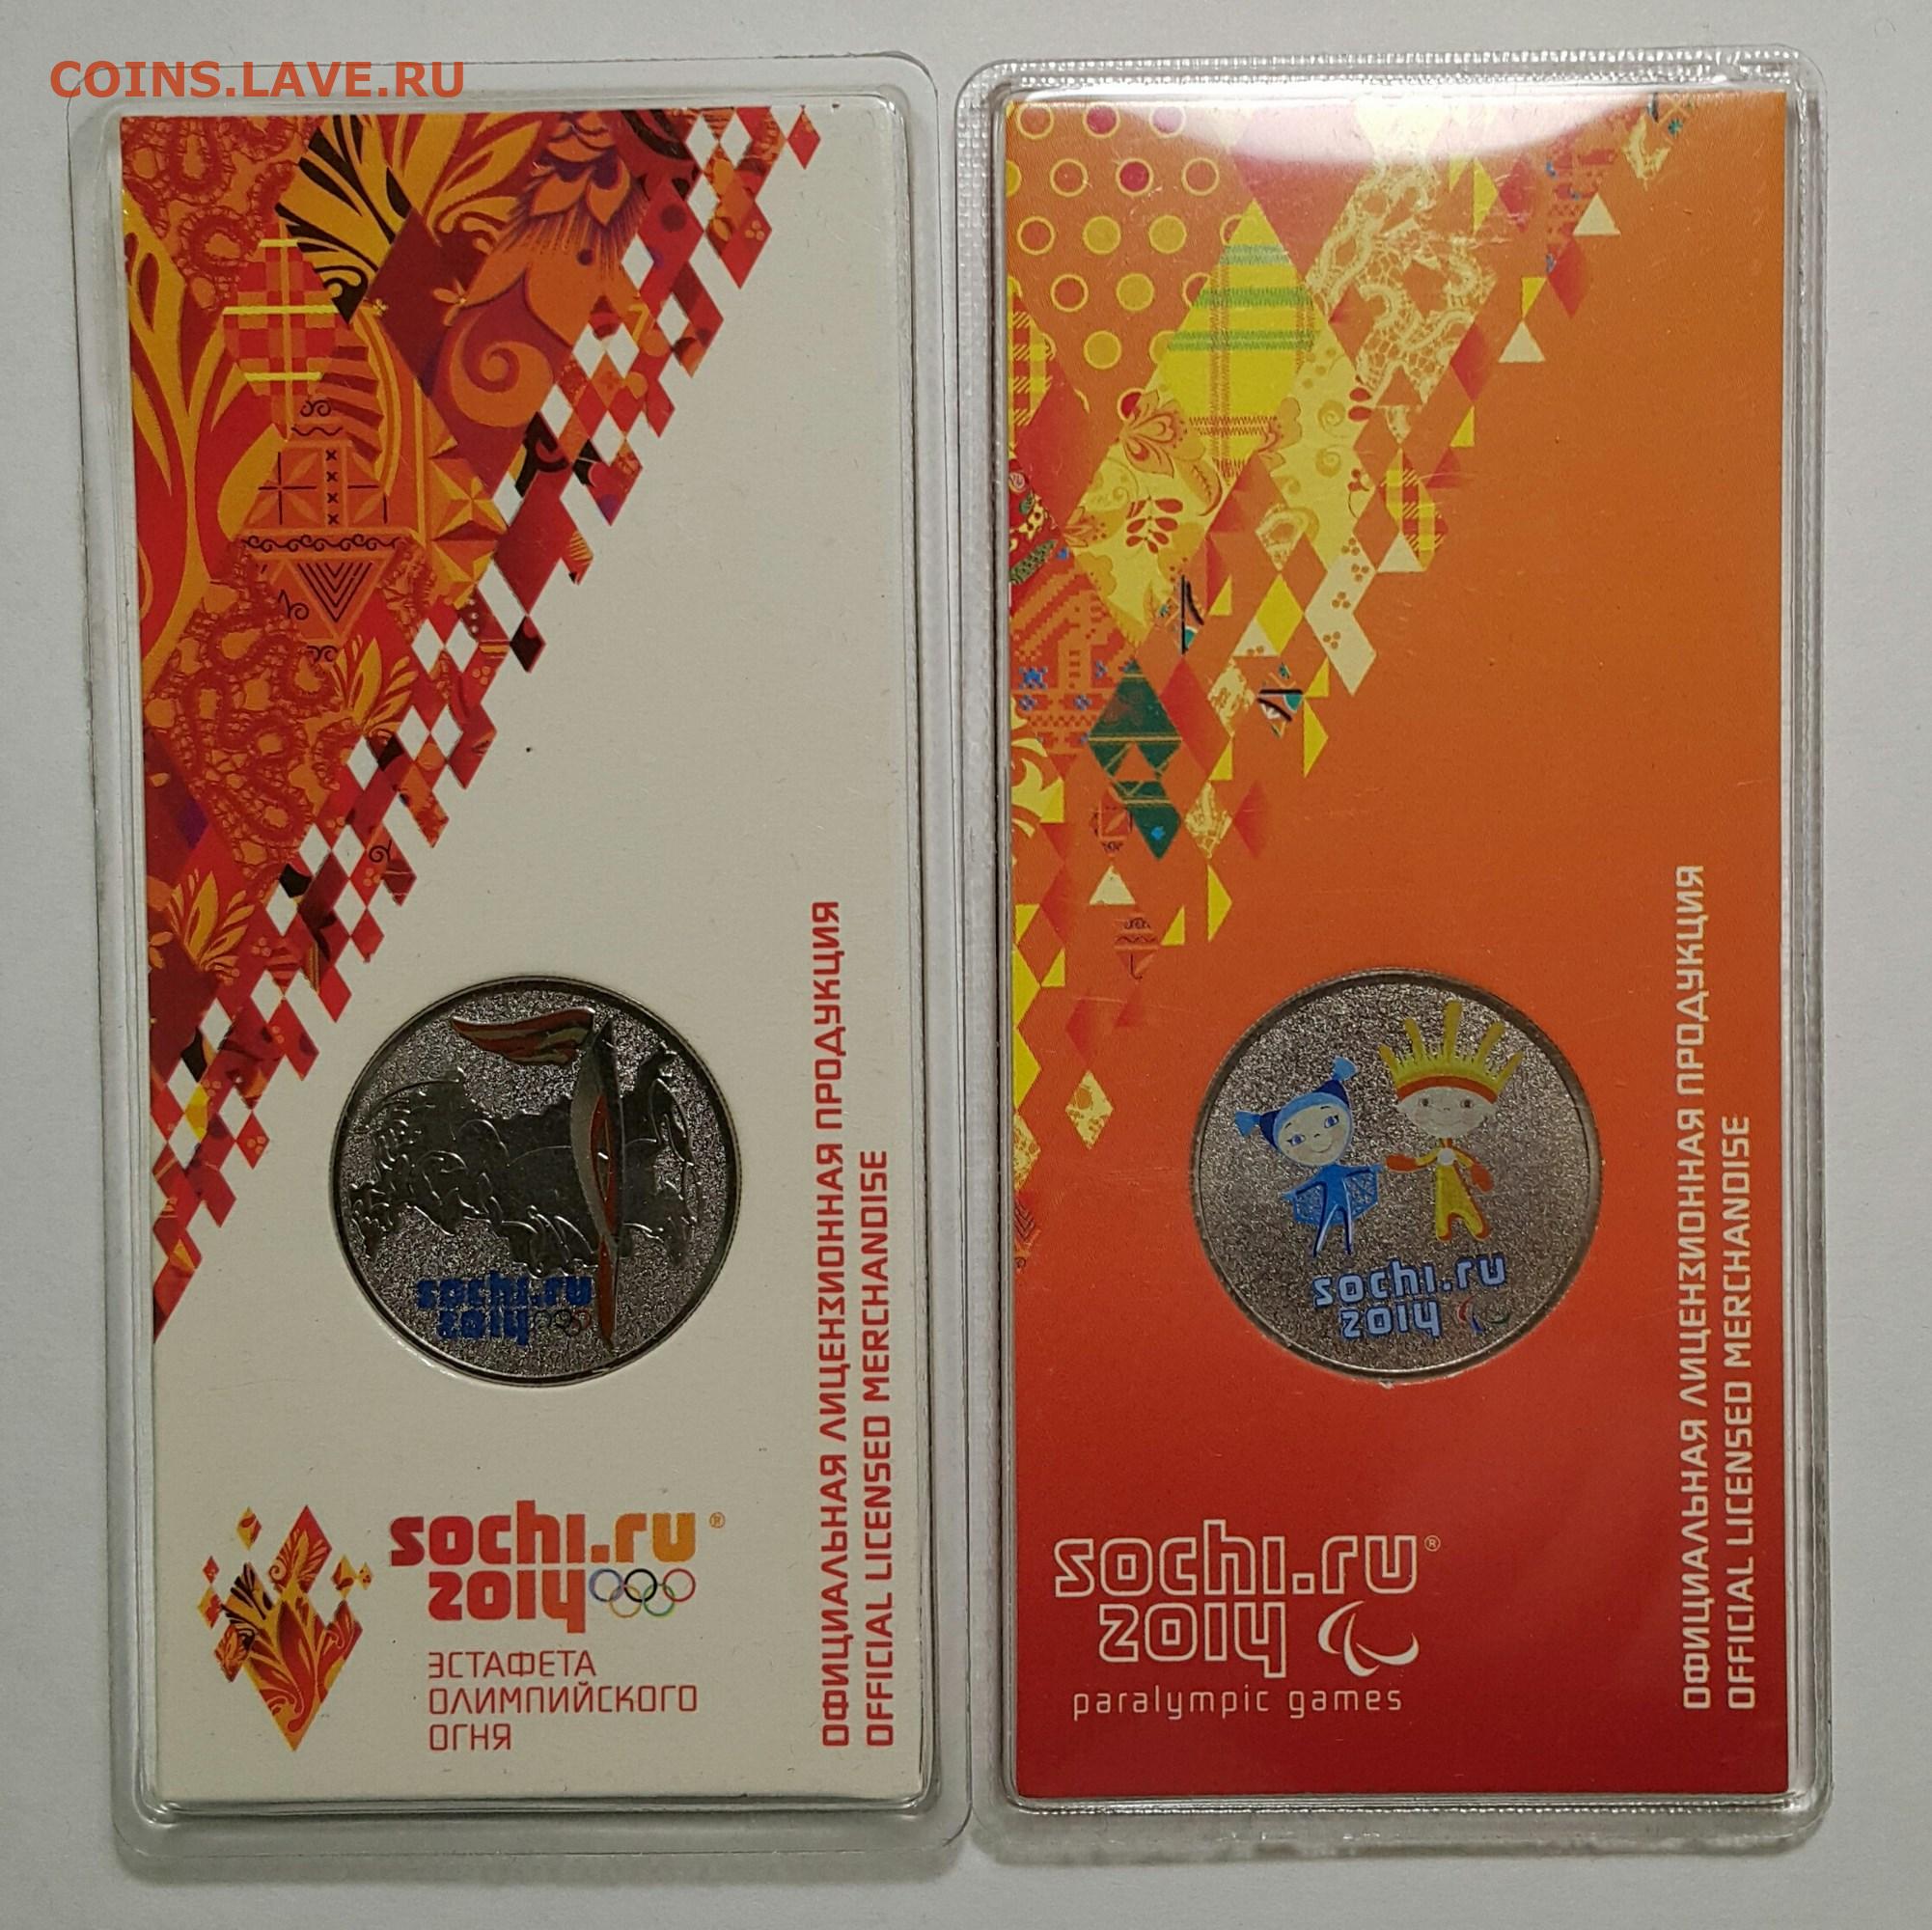 COINS.LAVE.RU
sochi.ru
2014
sochi.ru®
2014
ЭСТАФЕТА
ОЛИМПИЙСКОГО
ОГНЯ
ОФИЦИАЛЬНАЯ ЛИЦЕНЗИОННАЯ ПРОДУКЦИЯ
OFFICIAL LICENSED MERCHANDISE
sochi.ru
2014
sochi.ru®
2014
paralympic games
ОФИЦИАЛЬНАЯ ЛИЦЕНЗИОННАЯ ПРОДУКЦИЯ
OFFICIAL LICENSED MERCHANDISE